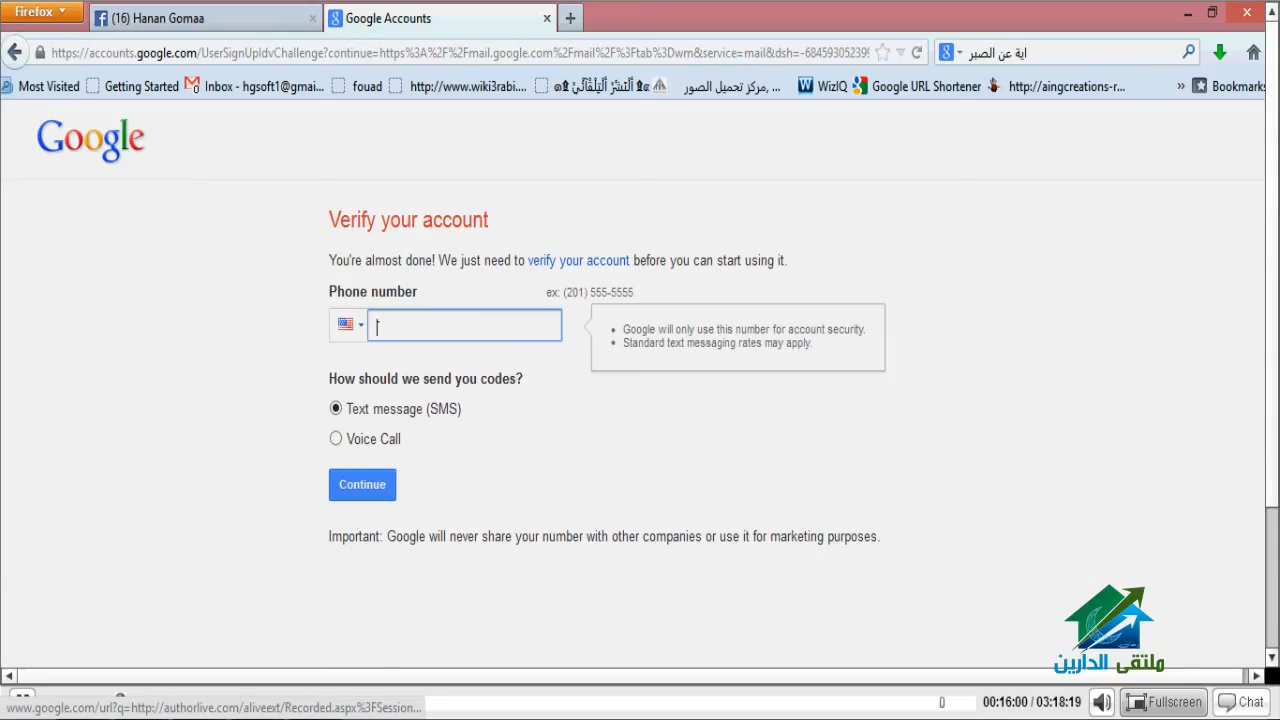 Firefox
(16) Hanan Gomaa
Google Accounts
https://accounts.google.com/UserSignUpIdvChallenge?continue=https%3A%2F%2Fmail.google.com%2Fmail%2F%3Ftab%3Dwm&service=mail&dsh=-6845930523
اية عن الصبر
Most Visited Getting Started Inbox - hgsoft1@gmai... fouad http://www.wiki3rabi... مركز تحميل الصور, ... WizIQ Google URL Shortener http://aingcreations-r... » Bookmarks
Google
Verify your account
You're almost done! We just need to verify your account before you can start using it.
Phone number ex: (201) 555-5555
Google will only use this number for account security.
Standard text messaging rates may apply.
How should we send you codes?
Text message (SMS)
Voice Call
Continue
Important: Google will never share your number with other companies or use it for marketing purposes.
ملتقى الدارين
www.google.com/url?q=http://authorlive.com/aliveext/Recorded.aspx%3FSession...
0 00:16:00 / 03:18:19 Fullscreen Chat